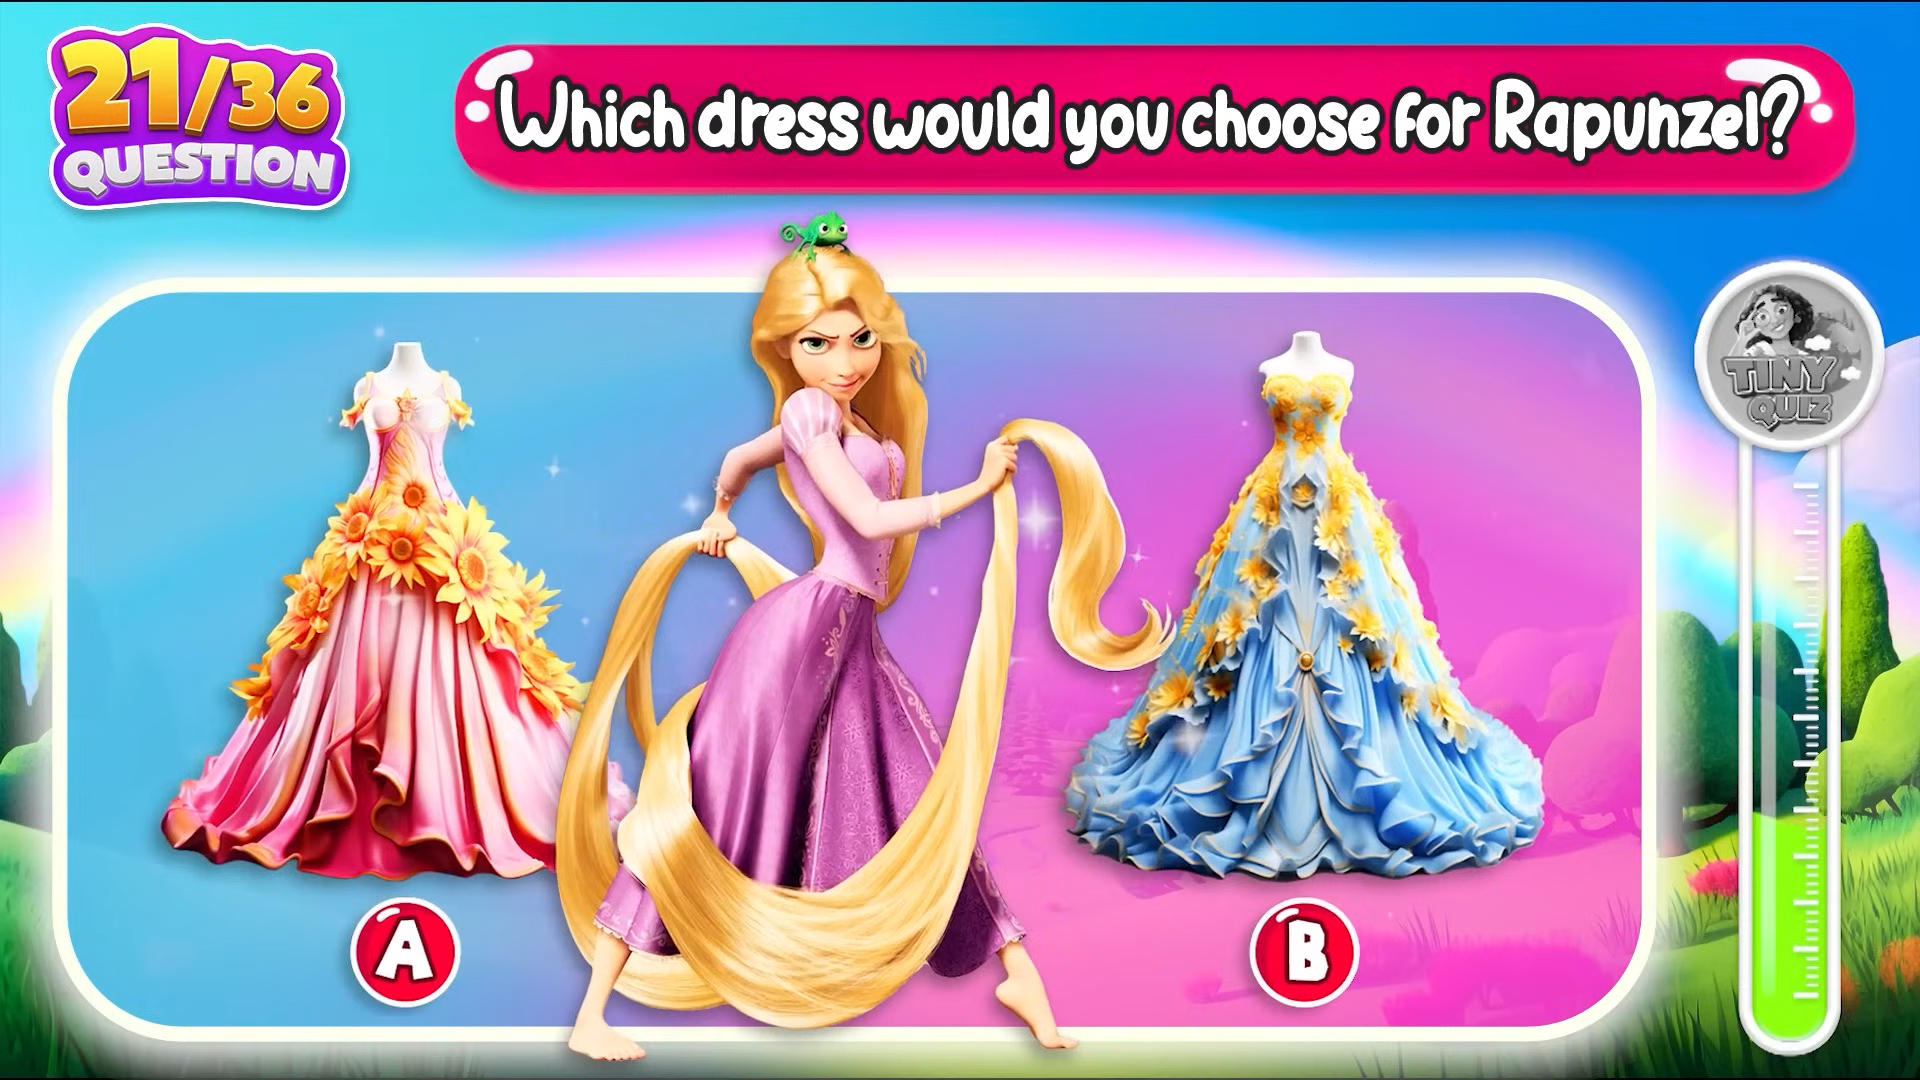 21/36
QUESTION
Which dress would you choose for Rapunzel?
TINY
QUIZ
A
B